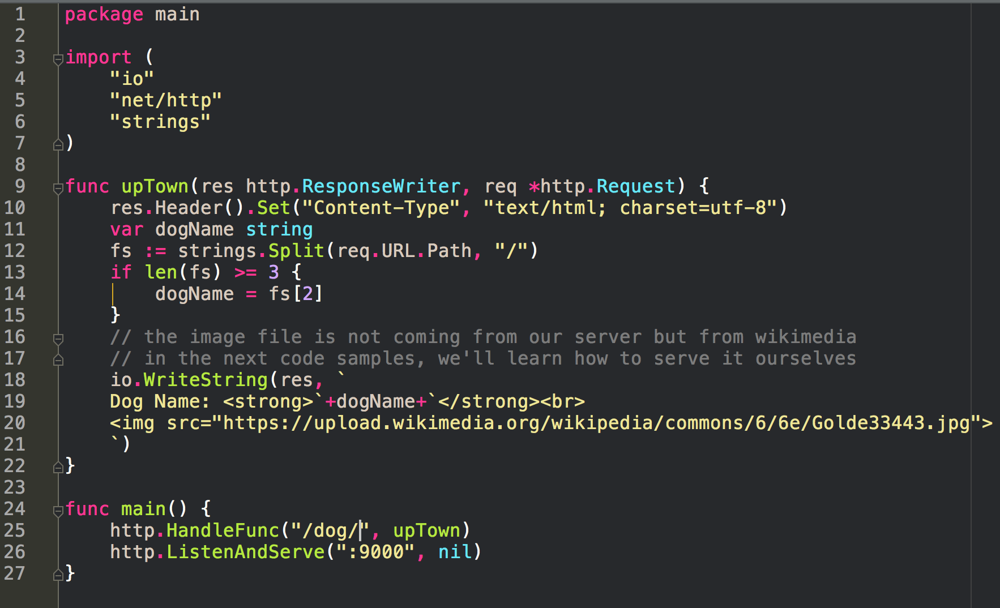 1 package main
2
3 import (
4     "io"
5     "net/http"
6     "strings"
7 )
8
9 func upTown(res http.ResponseWriter, req *http.Request) {
10     res.Header().Set("Content-Type", "text/html; charset=utf-8")
11     var dogName string
12     fs := strings.Split(req.URL.Path, "/")
13     if len(fs) >= 3 {
14         dogName = fs[2]
15     }
16     // the image file is not coming from our server but from wikimedia
17     // in the next code samples, we'll learn how to serve it ourselves
18     io.WriteString(res, `
19     Dog Name: <strong>`+dogName+`</strong><br>
20     <img src="https://upload.wikimedia.org/wikipedia/commons/6/6e/Golde33443.jpg">
21     `)
22 }
23
24 func main() {
25     http.HandleFunc("/dog/", upTown)
26     http.ListenAndServe(":9000", nil)
27 }